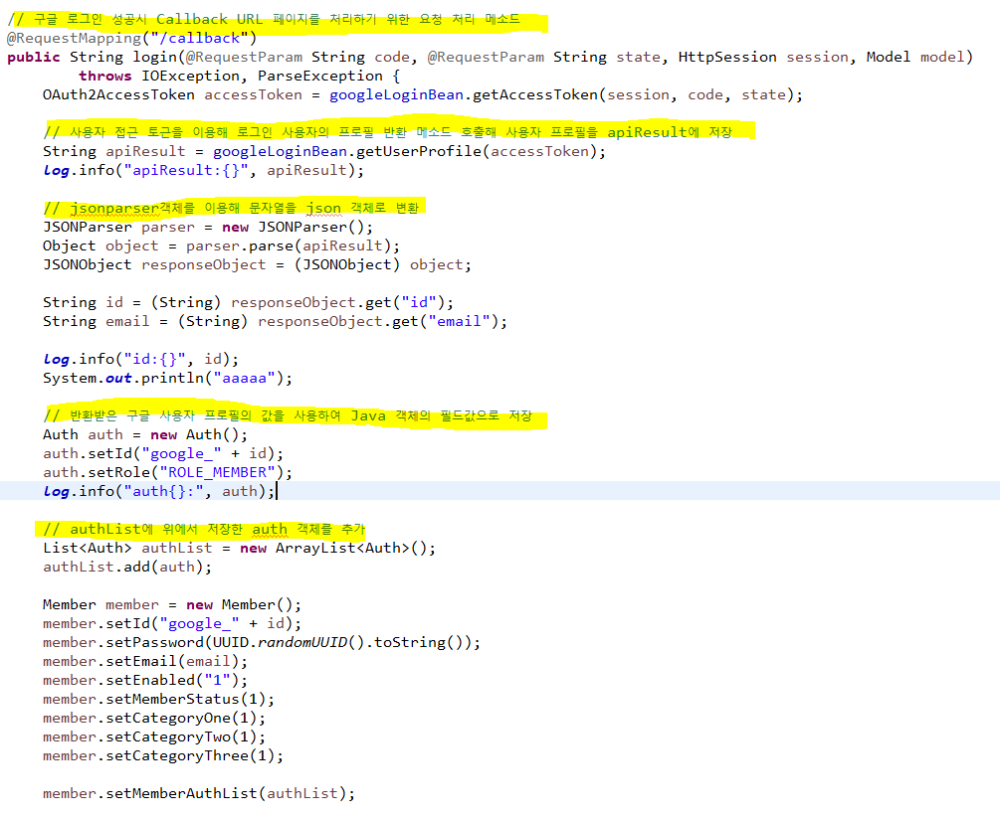 // 구글 로그인 성공시 Callback URL 페이지를 처리하기 위한 요청 처리 메소드
@RequestMapping("/callback")
public String login(@RequestParam String code, @RequestParam String state, HttpSession session, Model model)
throws IOException, ParseException {
OAuth2AccessToken accessToken = googleLoginBean.getAccessToken(session, code, state);
// 사용자 접근 토근을 이용해 로그인 사용자의 프로필 반환 메소드 호출해 사용자 프로필을 apiResult에 저장
String apiResult = googleLoginBean.getUserProfile(accessToken);
log.info("apiResult:{}", apiResult);
// jsonparser객체를 이용해 문자열을 json 객체로 변환
JSONParser parser = new JSONParser();
Object object = parser.parse(apiResult);
JSONObject responseObject = (JSONObject) object;
String id = (String) responseObject.get("id");
String email = (String) responseObject.get("email");
log.info("id:{}", id);
System.out.println("aaaaa");
// 반환받은 구글 사용자 프로필의 값을 사용하여 Java 객체의 필드값으로 저장
Auth auth = new Auth();
auth.setId("google_" + id);
auth.setRole("ROLE_MEMBER");
log.info("auth{}:", auth);
// authList에 위에서 저장한 auth 객체를 추가
List<Auth> authList = new ArrayList<Auth>();
authList.add(auth);
Member member = new Member();
member.setId("google_" + id);
member.setPassword(UUID.randomUUID().toString());
member.setEmail(email);
member.setEnabled("1");
member.setMemberStatus(1);
member.setCategoryOne(1);
member.setCategoryTwo(1);
member.setCategoryThree(1);
member.setMemberAuthList(authList);